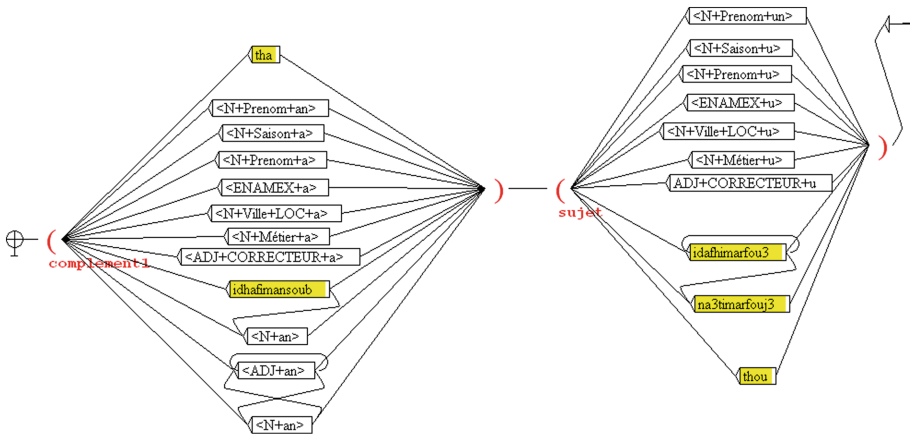 tha
<N+Prenom+an>
<N+Saison+a>
<N+Prenom+a>
<ENAMEX+a>
<N+Ville+LOC+a>
<N+Métier+a>
<ADJ+CORRECTEUR+a>
idhafimansoub
<N+an>
<ADJ+an>
<N+an>
(
complement1
)
(
sujet
<N+Prenom+un>
<N+Saison+u>
<N+Prenom+u>
<ENAMEX+u>
<N+Ville+LOC+u>
<N+Métier+u>
ADJ+CORRECTEUR+u
idafhimarfou3
na3timarfouj3
thou
)